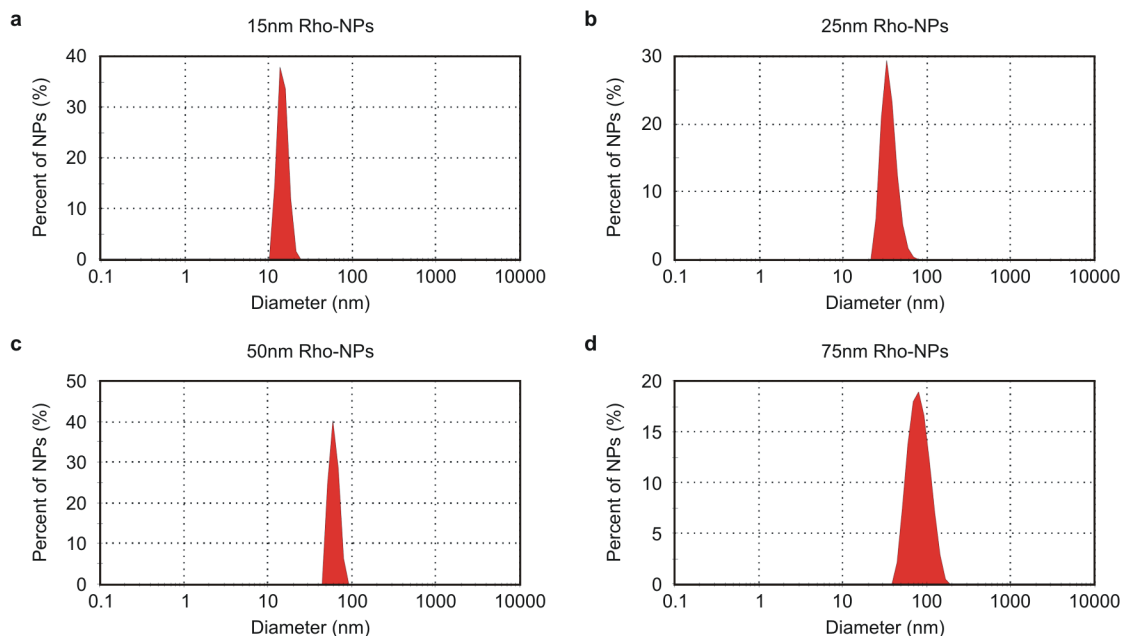 a
15nm Rho-NPs
Percent of NPs (%)
40
30
20
10
0
0.1 1 10 100 1000 10000
Diameter (nm)
b
25nm Rho-NPs
Percent of NPs (%)
30
20
10
0
0.1 1 10 100 1000 10000
Diameter (nm)
c
50nm Rho-NPs
Percent of NPs (%)
50
40
30
20
10
0
0.1 1 10 100 1000 10000
Diameter (nm)
d
75nm Rho-NPs
Percent of NPs (%)
20
15
10
5
0
0.1 1 10 100 1000 10000
Diameter (nm)